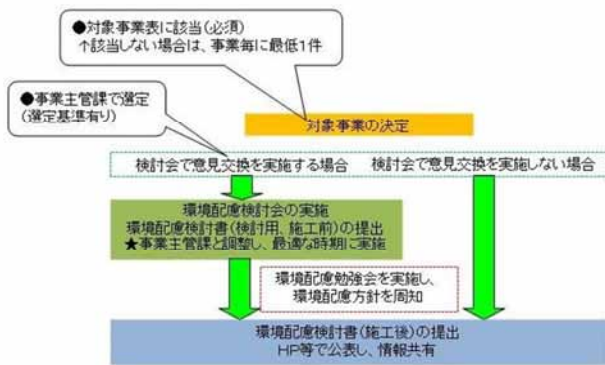 ●対象事業表に該当(必須)
↑該当しない場合は、事業毎に最低1件
●事業主管課で選定
(選定基準有り)
対象事業の決定
検討会で意見交換を実施する場合
検討会で意見交換を実施しない場合
環境配慮検討会の実施
環境配慮検討書(検討用、施工前)の提出
★事業主管課と調整し、最適な時期に実施
環境配慮勉強会を実施し、
環境配慮方針を周知
環境配慮検討書(施工後)の提出
HP等で公表し、情報共有